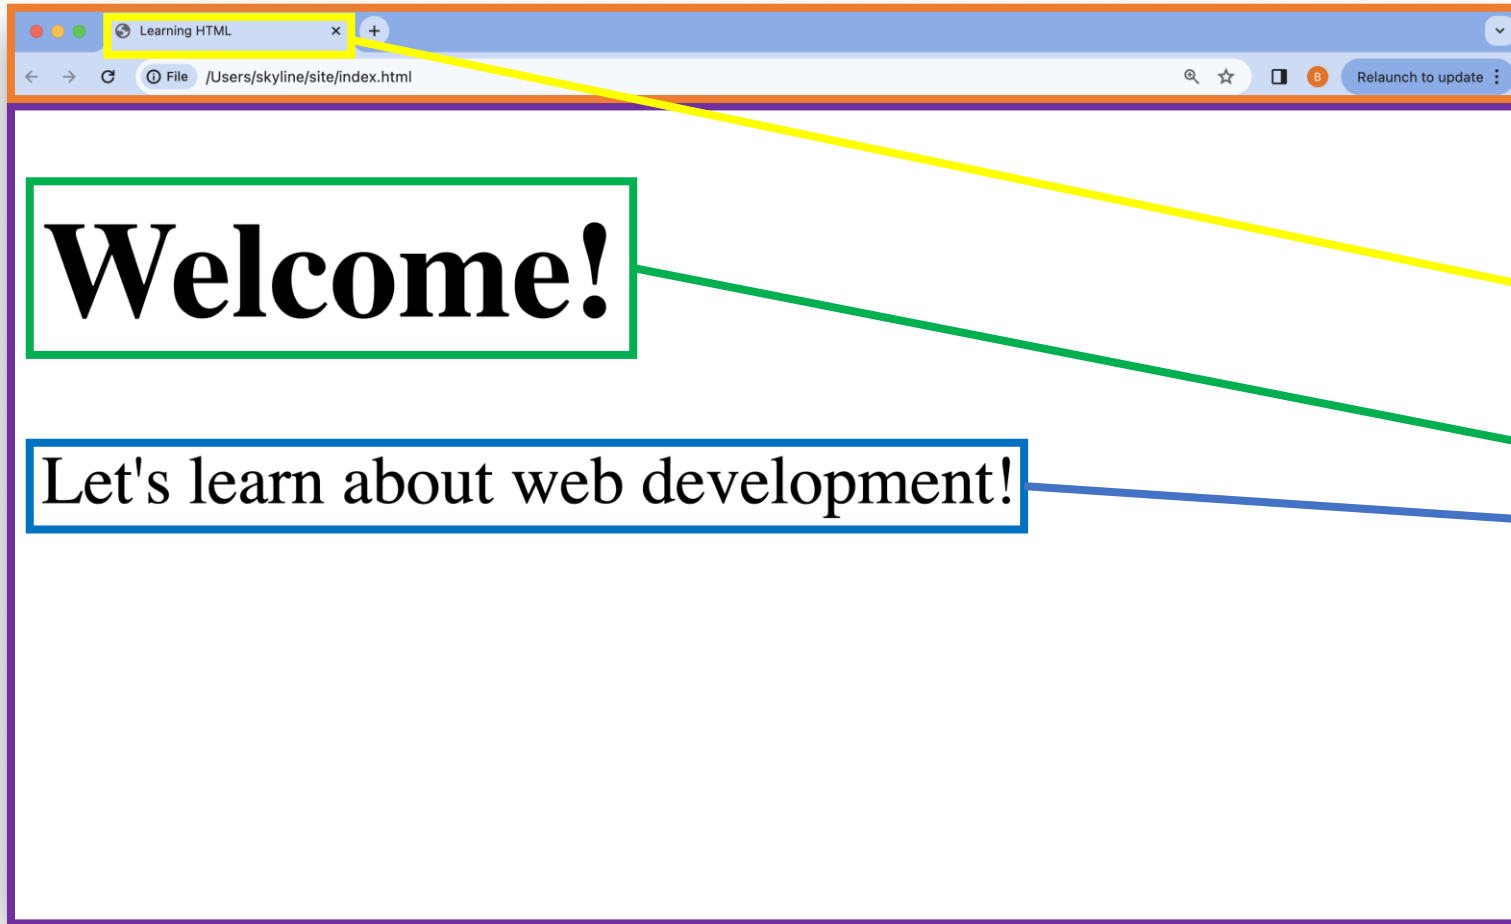 Learning HTML
File /Users/skyline/site/index.html B Relaunch to update
Welcome!
Let's learn about web development!